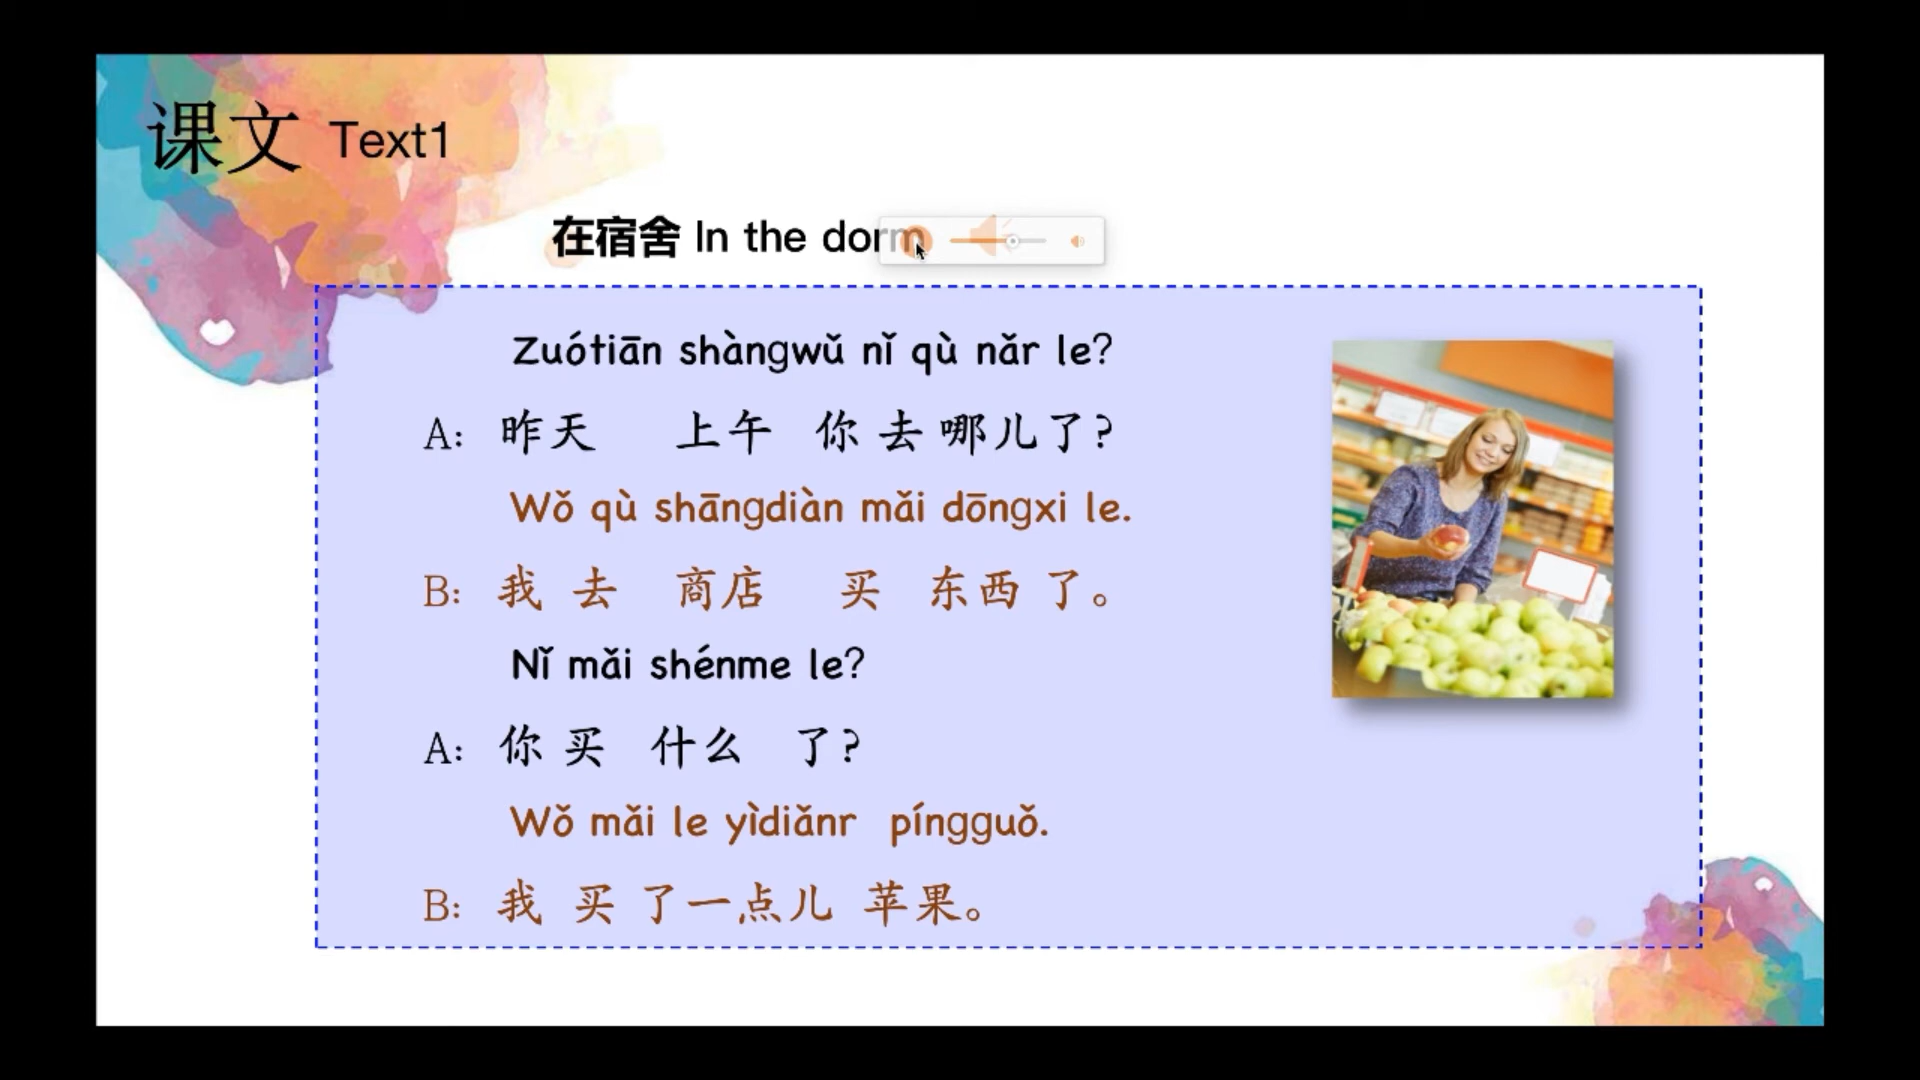 课文 Text1
在宿舍 In the dorm
Zuótiān shàngwǔ nǐ qù nǎr le?
A: 昨天 上午 你 去 哪儿了?
Wǒ qù shāngdiàn mǎi dōngxi le.
B: 我 去 商店 买 东西 了。
Nǐ mǎi shénme le?
A: 你 买 什么 了?
Wǒ mǎi le yìdiǎnr píngguǒ.
B: 我 买 了一点儿 苹果。